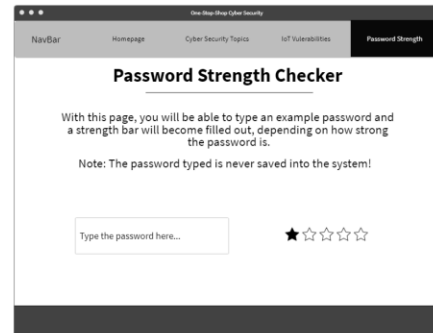 One-Stop-Shop Cyber Security
NavBar Homepage Cyber Security Topics IoT Vulerabilities Password Strength
Password Strength Checker
With this page, you will be able to type an example password and
a strength bar will become filled out, depending on how strong
the password is.
Note: The password typed is never saved into the system!
Type the password here...